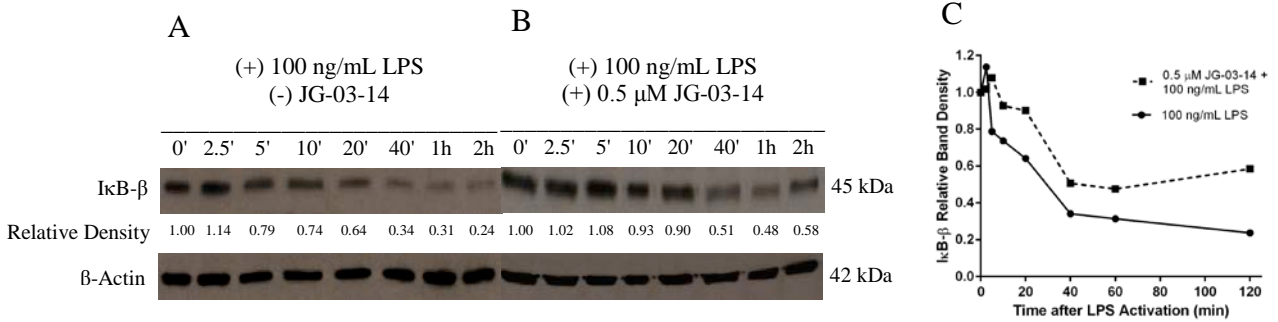 A
(+) 100 ng/mL LPS
(-) JG-03-14
0' 2.5' 5' 10' 20' 40' 1h 2h
B
(+) 100 ng/mL LPS
(+) 0.5 µM JG-03-14
0' 2.5' 5' 10' 20' 40' 1h 2h
IκB-β
45 kDa
Relative Density
1.00 1.14 0.79 0.74 0.64 0.34 0.31 0.24
1.00 1.02 1.08 0.93 0.90 0.51 0.48 0.58
ß-Actin
42 kDa
C
IκB-β Relative Band Density
1.2
1.0
0.8
0.6
0.4
0.2
0.0
0 20 40 60 80 100 120
Time after LPS Activation (min)
0.5 µM JG-03-14 +
100 ng/mL LPS
100 ng/mL LPS